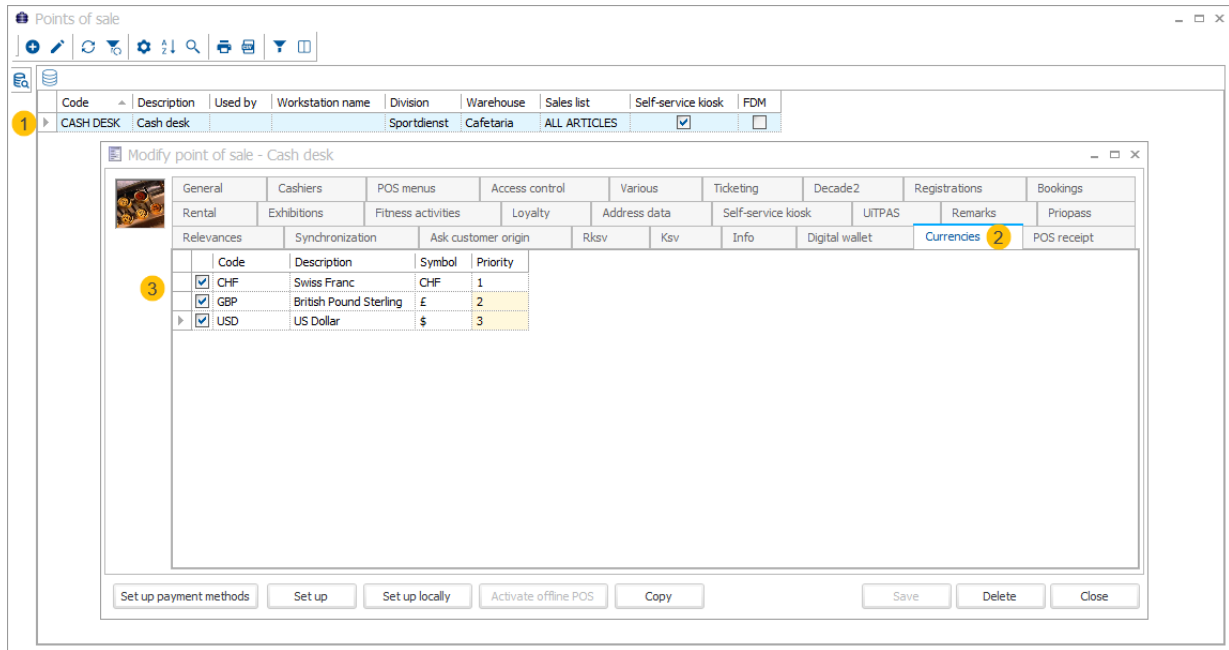 Points of sale
Code Description Used by Workstation name Division Warehouse Sales list Self-service kiosk FDM
1 CASH DESK Cash desk Sportdienst Cafetaria ALL ARTICLES
Modify point of sale - Cash desk
General Cashiers POS menus Access control Various Ticketing Decade2 Registrations Bookings
Rental Exhibitions Fitness activities Loyalty Address data Self-service kiosk UiTPAS Remarks Priopass
Relevances Synchronization Ask customer origin Rksv Ksv Info Digital wallet Currencies 2 POS receipt
Code Description Symbol Priority
3 CHF Swiss Franc CHF 1
GBP British Pound Sterling £ 2
USD US Dollar $ 3
Set up payment methods Set up Set up locally Activate offline POS Copy Save Delete Close